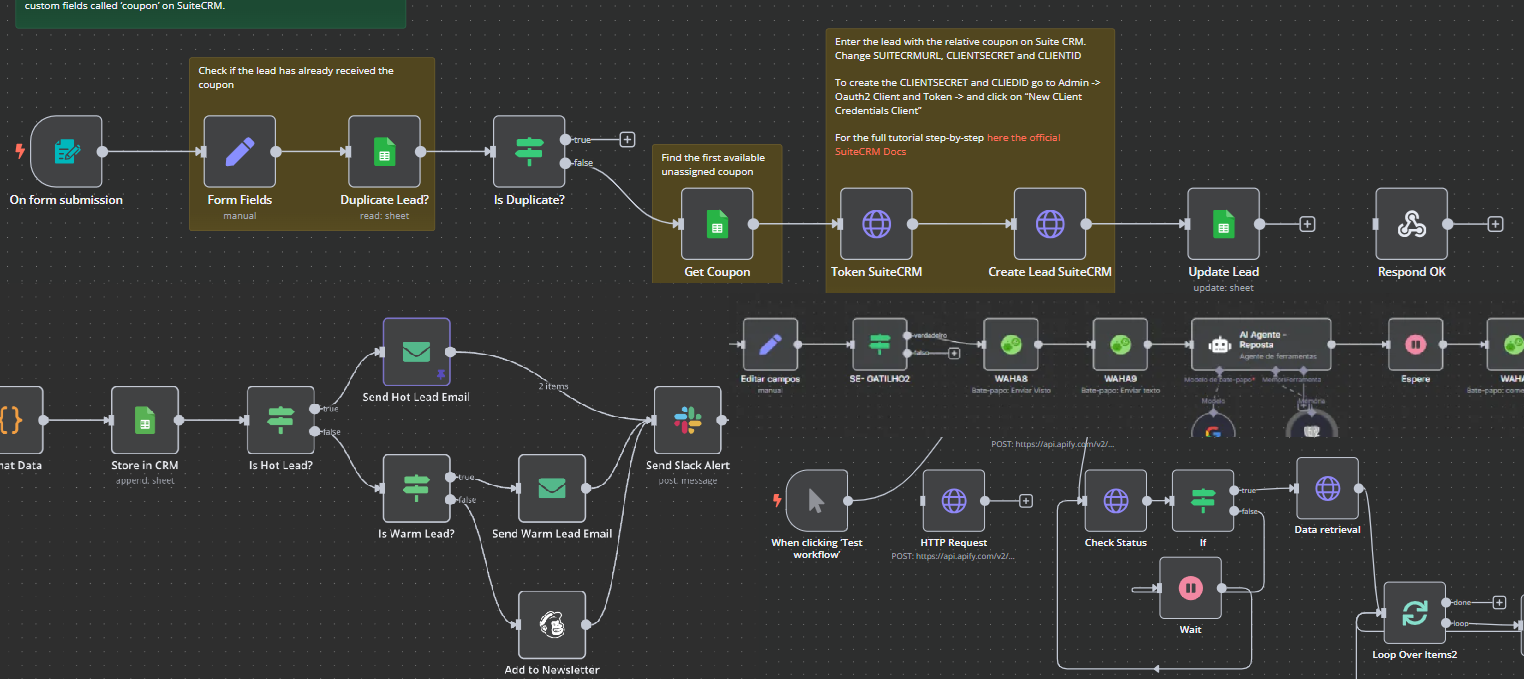 custom fields called 'coupon' on SuiteCRM.
Check if the lead has already received the
coupon
On form submission
Form Fields
manual
Duplicate Lead?
read: sheet
Is Duplicate?
true
false
Find the first available
unassigned coupon
Get Coupon
Enter the lead with the relative coupon on Suite CRM.
Change SUITECRMURL, CLIENTSECRET and CLIENTID
To create the CLIENTSECRET and CLIEDID go to Admin ->
Oauth2 Client and Token -> and click on "New CLient
Credentials Client"
For the full tutorial step-by-step here the official
SuiteCRM Docs
Token SuiteCRM
Create Lead SuiteCRM
Update Lead
update: sheet
Respond OK
nat Data
Store in CRM
append: sheet
Is Hot Lead?
true
false
Send Hot Lead Email
2 items
Is Warm Lead?
true
false
Send Warm Lead Email
Add to Newsletter
Send Slack Alert
post: message
Editar campos
manual
SE- GATILHO2
verdadeiro
falso
WAHA8
Bate-papo: Enviar Visto
WAHA9
Bate-papo: Enviar texto
AI Agente -
Reposta
Agente de ferramentas
Modelo de bate-papo*
Memória
Ferramenta
Modelo
Memória
Espere
WAHA
Bate-papo: come
POST: https://api.apify.com/v2/...
When clicking 'Test
workflow'
HTTP Request
POST: https://api.apify.com/v2/...
Check Status
If
true
false
Wait
Data retrieval
Loop Over Items2
done
loop